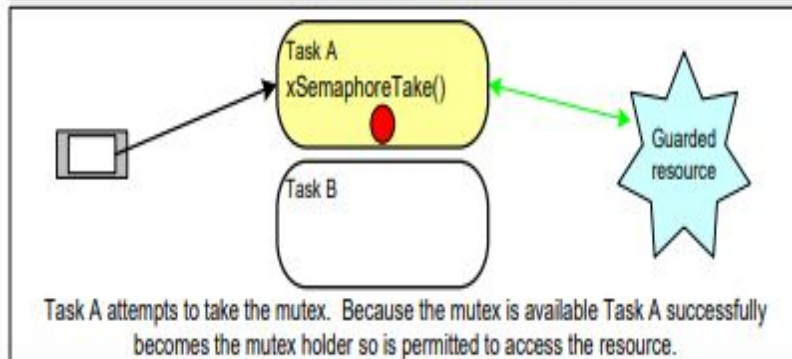 Task A
xSemaphoreTake()
Guarded
resource
Task B
Task A attempts to take the mutex.  Because the mutex is available Task A successfully
becomes the mutex holder so is permitted to access the resource.